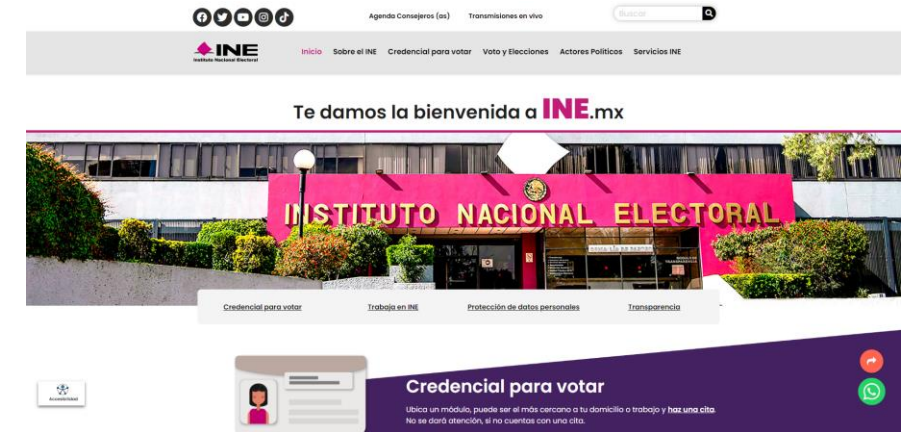 Agenda Consejeros (as) Transmisiones en vivo Buscar
INE
Instituto Nacional Electoral
Inicio Sobre el INE Credencial para votar Voto y Elecciones Actores Políticos Servicios INE
Te damos la bienvenida a INE.mx
INSTITUTO NACIONAL ELECTORAL
Credencial para votar Trabaja en INE Protección de datos personales Transparencia
Credencial para votar
Ubica un módulo, puede ser el más cercano a tu domicilio o trabajo y haz una cita.
No se dará atención, si no cuentas con una cita.
Accesibilidad